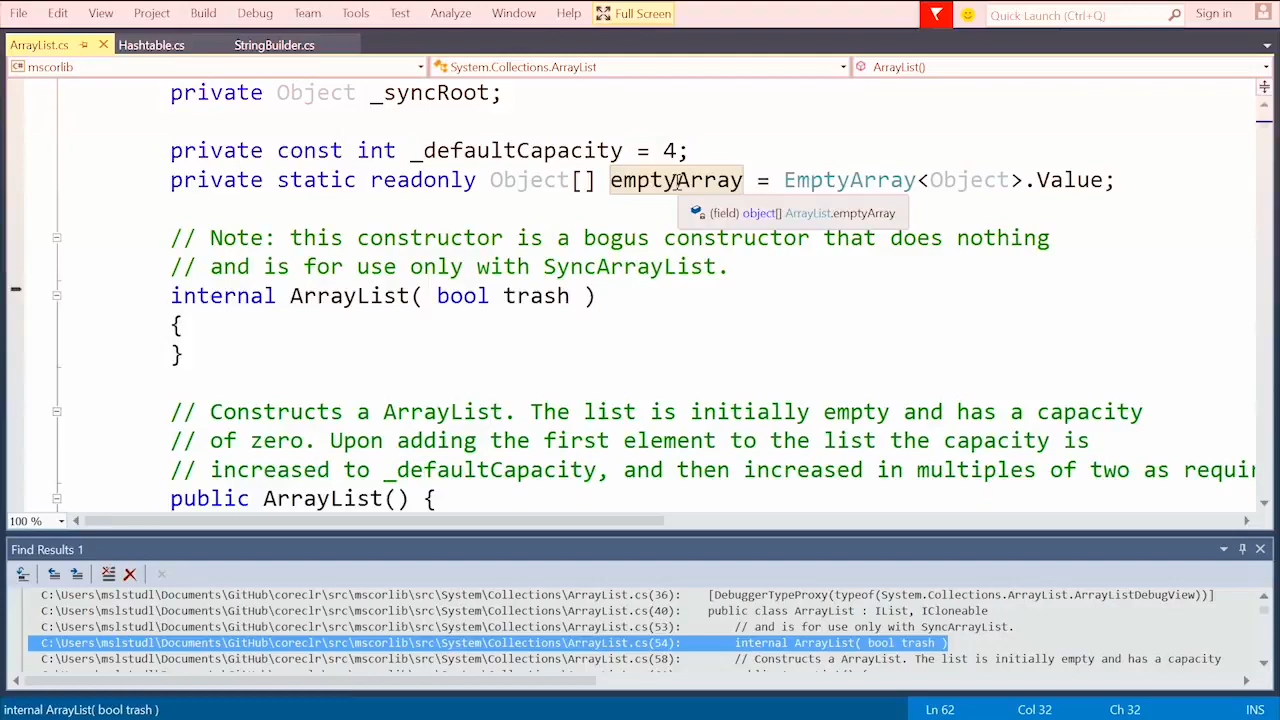 File Edit View Project Build Debug Team Tools Test Analyze Window Help Full Screen Quick Launch (Ctrl+Q) Sign in
ArrayList.cs Hashtable.cs StringBuilder.cs
mscorlib System.Collections.ArrayList ArrayList()
private Object _syncRoot;
private const int _defaultCapacity = 4;
private static readonly Object[] emptyArray = EmptyArray<Object>.Value;
(field) object[] ArrayList.emptyArray
// Note: this constructor is a bogus constructor that does nothing
// and is for use only with SyncArrayList.
internal ArrayList( bool trash )
{
}
// Constructs a ArrayList. The list is initially empty and has a capacity
// of zero. Upon adding the first element to the list the capacity is
// increased to _defaultCapacity, and then increased in multiples of two as
public ArrayList() {
100 %
Find Results 1
C:\Users\mslstudl\Documents\GitHub\coreclr\src\mscorlib\src\System\Collections\ArrayList.cs(36): [DebuggerTypeProxy(typeof(System.Collections.ArrayList.ArrayListDebugView))]
C:\Users\mslstudl\Documents\GitHub\coreclr\src\mscorlib\src\System\Collections\ArrayList.cs(40): public class ArrayList : IList, ICloneable
C:\Users\mslstudl\Documents\GitHub\coreclr\src\mscorlib\src\System\Collections\ArrayList.cs(53): // and is for use only with SyncArrayList.
C:\Users\mslstudl\Documents\GitHub\coreclr\src\mscorlib\src\System\Collections\ArrayList.cs(54): internal ArrayList( bool trash )
C:\Users\mslstudl\Documents\GitHub\coreclr\src\mscorlib\src\System\Collections\ArrayList.cs(58): // Constructs a ArrayList. The list is initially empty and has a capacity
internal ArrayList( bool trash ) Ln 62 Col 32 Ch 32 INS